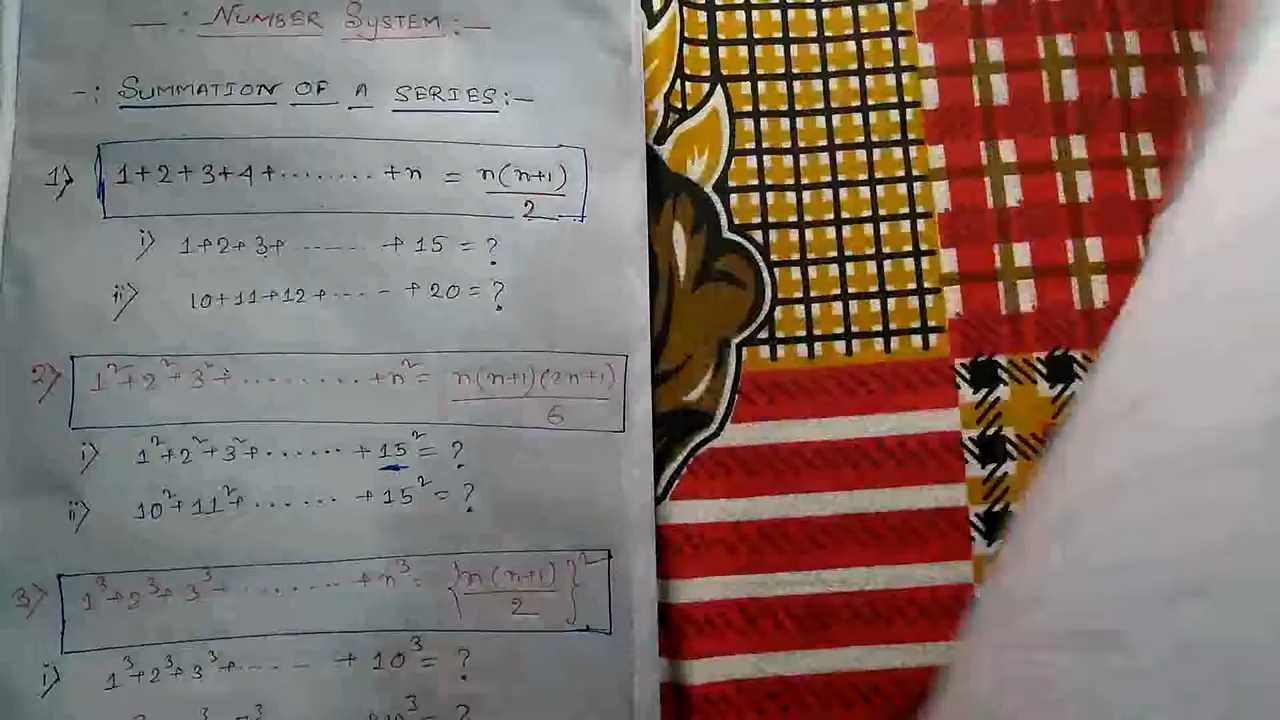 —: NUMBER SYSTEM:—
-: SUMMATION OF A SERIES:-
1) 1+2+3+4+........+n = n(n+1)/2
i) 1+2+3+ ...... +15=?
ii) 10+11+12+....- +20=?
2) 1²+2²+3²+.........+n²= n(n+1)(2n+1)/6
i) 1²+2²+3²+......+15²=?
ii) 10²+11²+......+15²=?
3) 1³+2³+3³+.......+n³= {n(n+1)/2}²
i) 1³+2³+3³+....- +10³=?